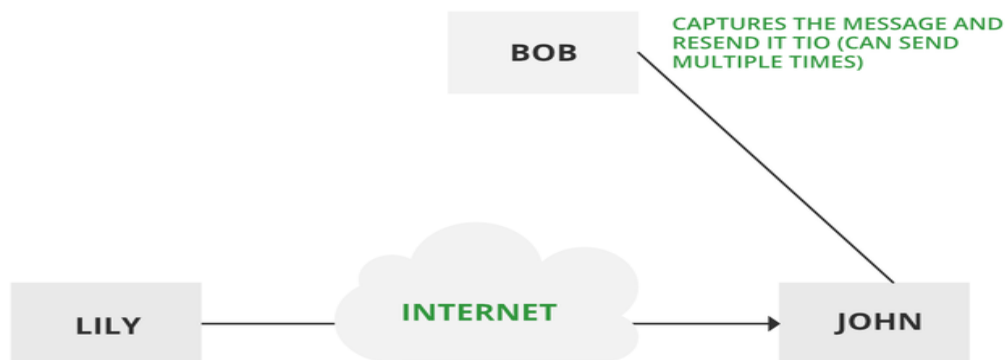 BOB
CAPTURES THE MESSAGE AND
RESEND IT TIO (CAN SEND
MULTIPLE TIMES)
INTERNET
LILY
JOHN